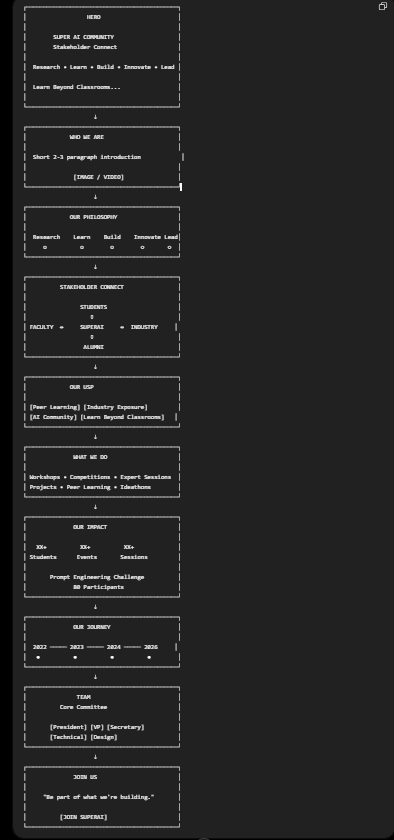 HERO
SUPER AI COMMUNITY
Stakeholder Connect
Research • Learn • Build • Innovate • Lead
Learn Beyond Classrooms...
↓
WHO WE ARE
Short 2-3 paragraph introduction
[IMAGE / VIDEO]
↓
OUR PHILOSOPHY
Research Learn Build Innovate Lead
○ ○ ○ ○ ○
↓
STAKEHOLDER CONNECT
STUDENTS
↕
FACULTY ↔ SUPERAI ↔ INDUSTRY
↕
ALUMNI
↓
OUR USP
[Peer Learning] [Industry Exposure]
[AI Community] [Learn Beyond Classrooms]
↓
WHAT WE DO
Workshops • Competitions • Expert Sessions
Projects • Peer Learning • Ideathons
↓
OUR IMPACT
XX+ XX+ XX+
Students Events Sessions
Prompt Engineering Challenge
80 Participants
↓
OUR JOURNEY
2022 ───── 2023 ───── 2024 ───── 2026
● ● ● ●
↓
TEAM
Core Committee
[President] [VP] [Secretary]
[Technical] [Design]
↓
JOIN US
"Be part of what we're building."
[JOIN SUPERAI]